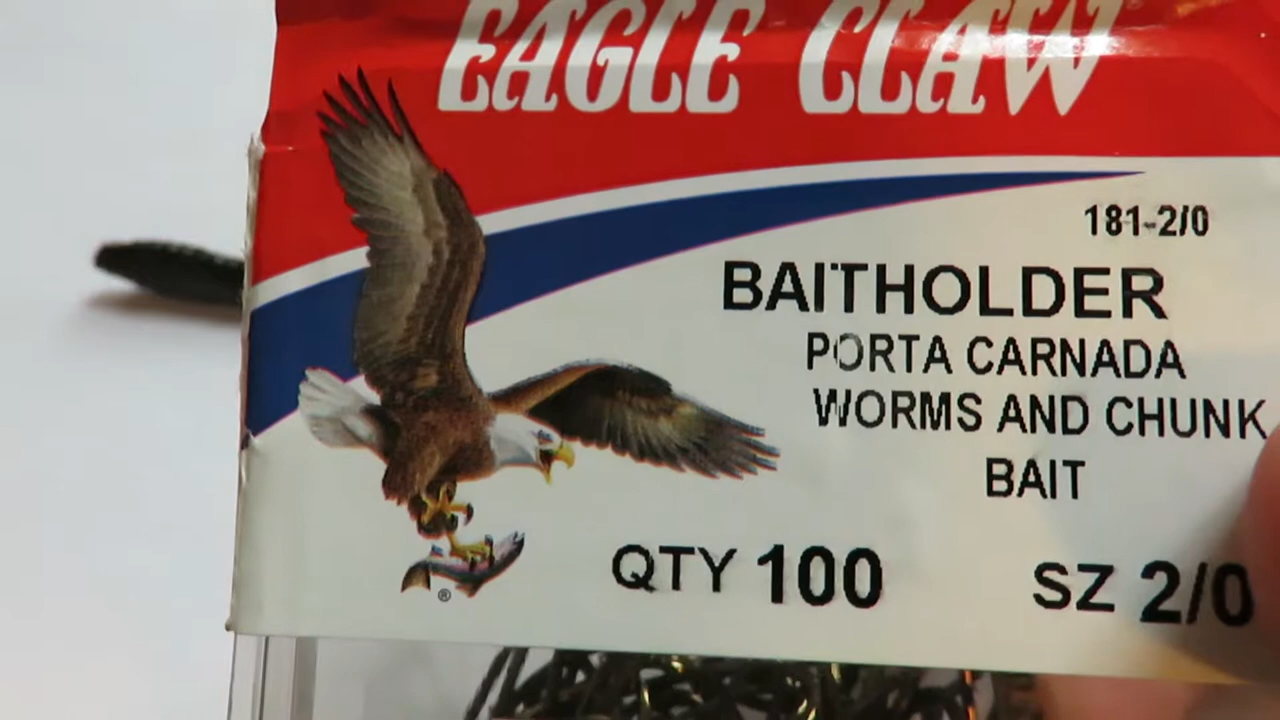 EAGLE CLAW
181-2/0
BAITHOLDER
PORTA CARNADA
WORMS AND CHUNK
BAIT
QTY 100 SZ 2/0
®